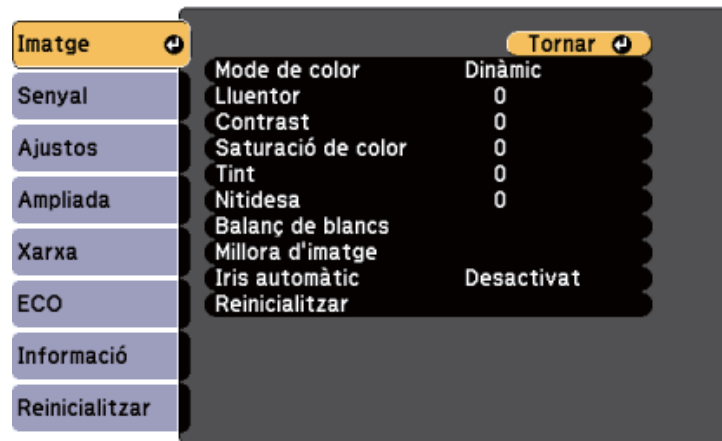 Imatge
Senyal
Ajustos
Ampliada
Xarxa
ECO
Informació
Reinicialitzar
Tornar
Mode de color Dinàmic
Lluentor 0
Contrast 0
Saturació de color 0
Tint 0
Nitidesa 0
Balanç de blancs
Millora d'imatge
Iris automàtic Desactivat
Reinicialitzar